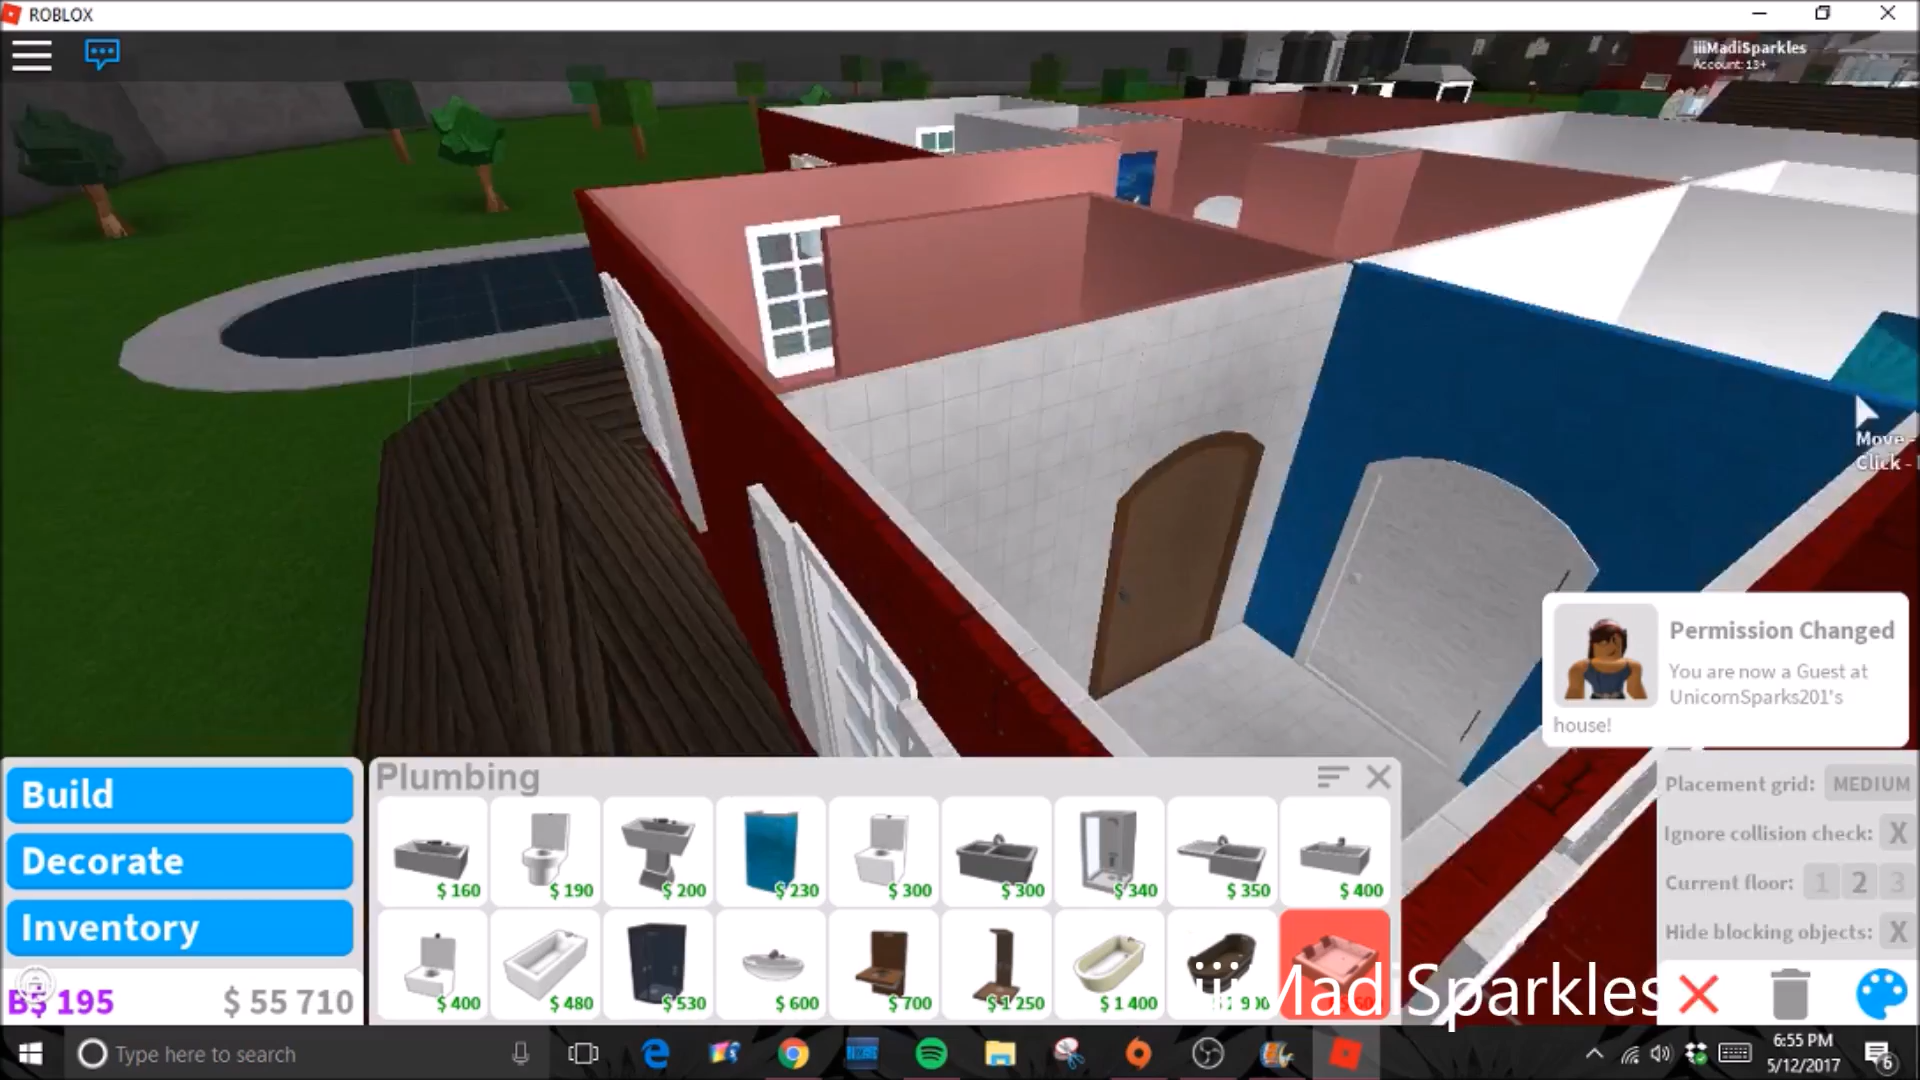 ROBLOX
iiiMadiSparkles
Account: 13+
Move -
Click -
Permission Changed
You are now a Guest at
UnicornSparks201's
house!
Build
Decorate
Inventory
B$ 195
$ 55 710
Plumbing
$ 160
$ 190
$ 200
$ 230
$ 300
$ 300
$ 340
$ 350
$ 400
$ 400
$ 480
$ 530
$ 600
$ 700
$ 1 250
$ 1 400
iiiMadiSparkles
Placement grid: MEDIUM
Ignore collision check: X
Current floor: 1 2 3
Hide blocking objects: X
Type here to search
6:55 PM
5/12/2017
6